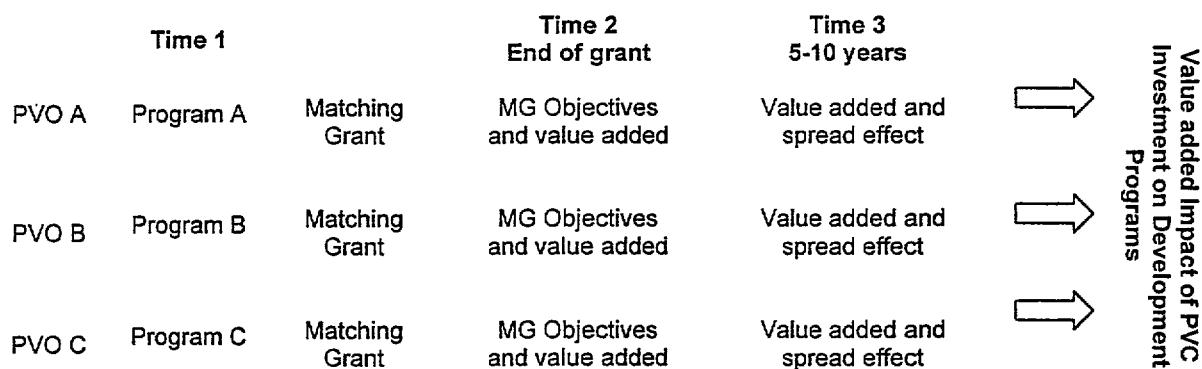 Time 1
Time 2
End of grant
Time 3
5-10 years
PVO A
Program A
Matching
Grant
MG Objectives
and value added
Value added and
spread effect
PVO B
Program B
Matching
Grant
MG Objectives
and value added
Value added and
spread effect
PVO C
Program C
Matching
Grant
MG Objectives
and value added
Value added and
spread effect
Value added Impact of PVC
Investment on Development
Programs